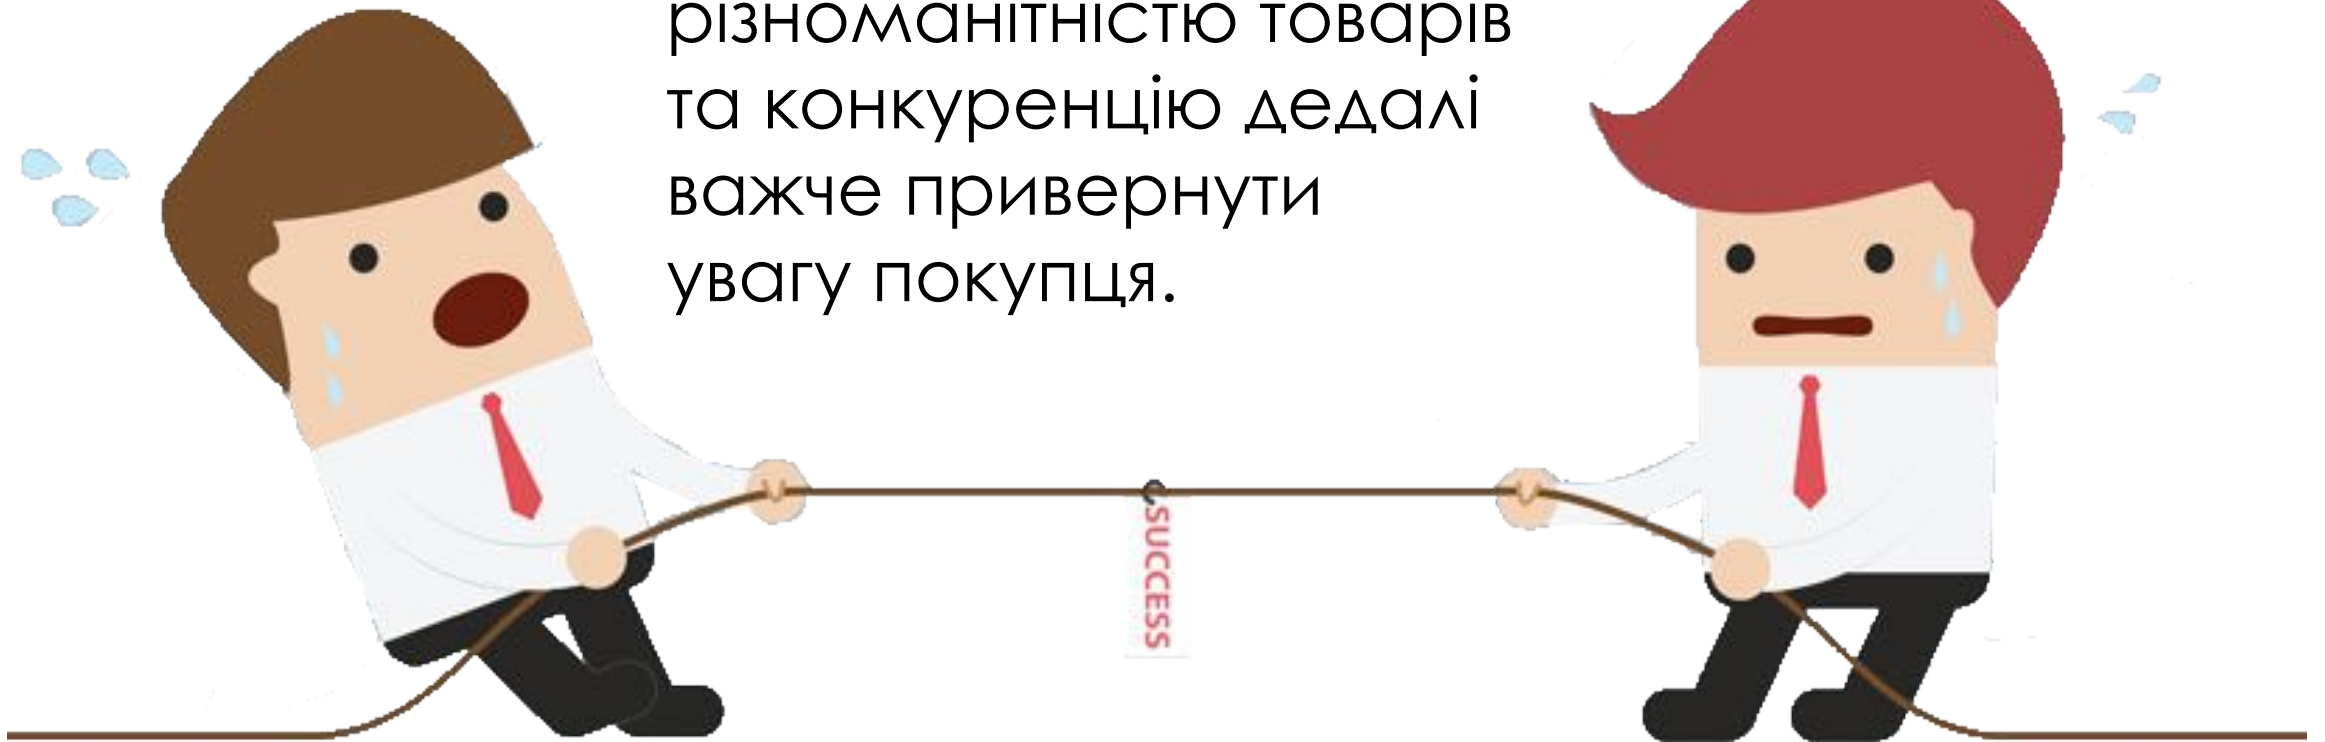 різноманітністю товарів
та конкуренцію дедалі
важче привернути
увагу покупця.
SUCCESS